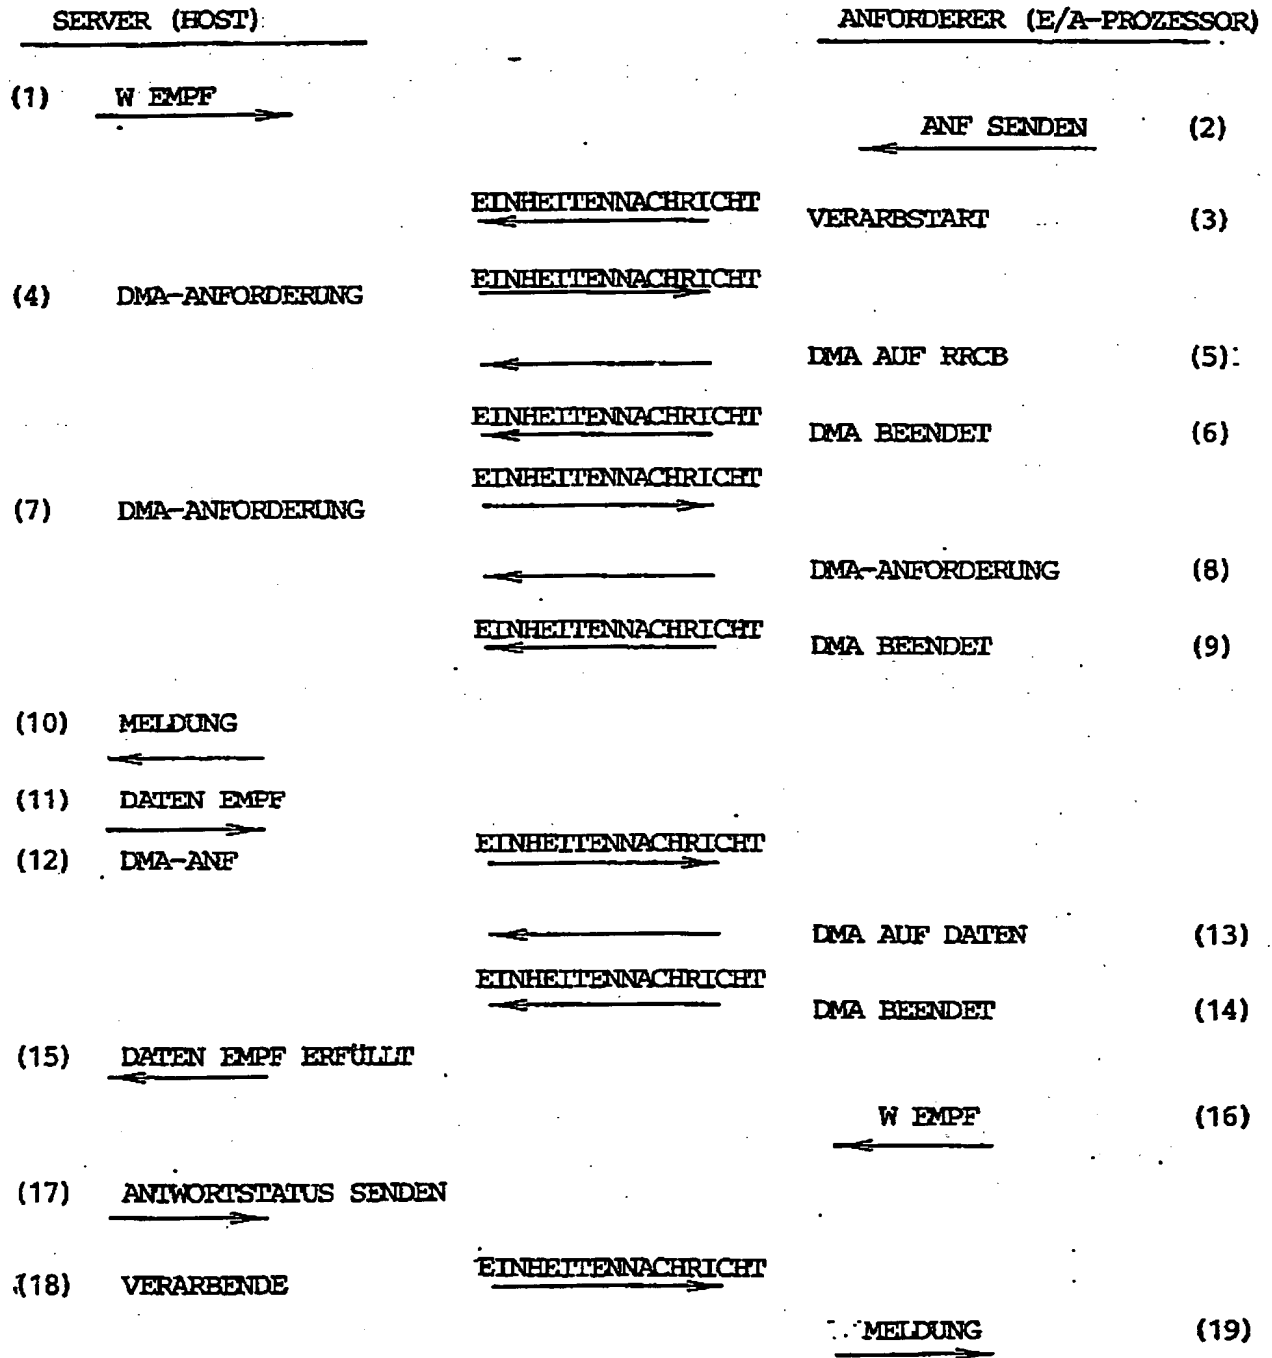 SERVER (HOST): ANFORDERER (E/A-PROZESSOR)
(1) W EMPF
ANF SENDEN (2)
EINHEITENNACHRICHT
VERARBSTART (3)
EINHEITENNACHRICHT
(4) DMA-ANFORDERUNG
DMA AUF RRCB (5)
EINHEITENNACHRICHT
DMA BEENDET (6)
EINHEITENNACHRICHT
(7) DMA-ANFORDERUNG
DMA-ANFORDERUNG (8)
EINHEITENNACHRICHT
DMA BEENDET (9)
(10) MELDUNG
(11) DATEN EMPF
EINHEITENNACHRICHT
(12) DMA-ANF
DMA AUF DATEN (13)
EINHEITENNACHRICHT
DMA BEENDET (14)
(15) DATEN EMPF ERFÜLLT
W EMPF (16)
(17) ANTWORTSTATUS SENDEN
EINHEITENNACHRICHT
(18) VERARBENDE
MELDUNG (19)